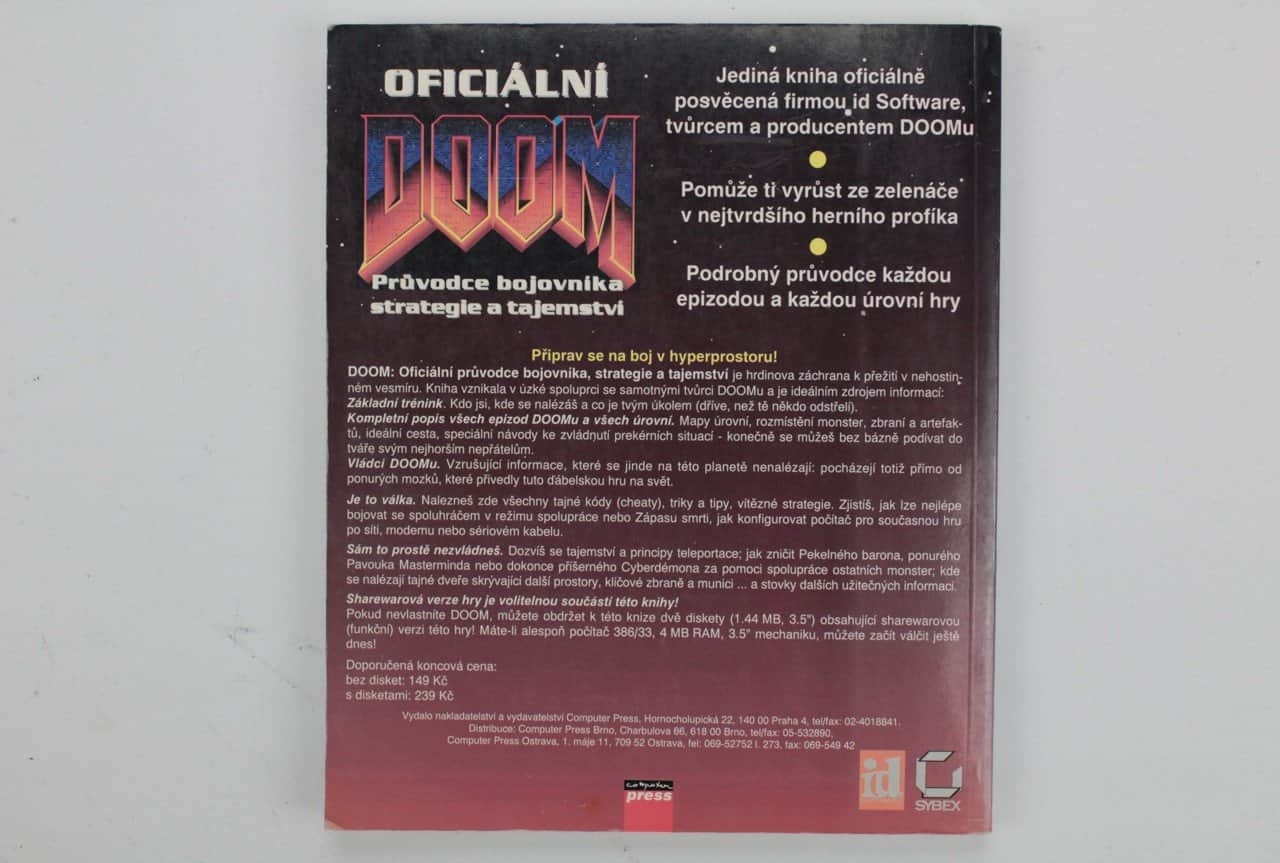 OFICIÁLNÍ
DOOM
Průvodce bojovníka
strategie a tajemství
Jediná kniha oficiálně
posvěcená firmou id Software,
tvůrcem a producentem DOOMu
Pomůže ti vyrůst ze zelenáče
v nejtvrdšího herního profíka
Podrobný průvodce každou
epizodou a každou úrovní hry
Připrav se na boj v hyperprostoru!
DOOM: Oficiální průvodce bojovníka, strategie a tajemství je hrdinova záchrana k přežití v nehostin-
ném vesmíru. Kniha vznikala v úzké spoluprci se samotnými tvůrci DOOMu a je ideálním zdrojem informací:
Základní trénink. Kdo jsi, kde se nalézáš a co je tvým úkolem (dříve, než tě někdo odstřelí).
Kompletní popis všech epizod DOOMu a všech úrovní. Mapy úrovní, rozmístění monster, zbraní a artefak-
tů, ideální cesta, speciální návody ke zvládnutí prekérních situací - konečně se můžeš bez bázně podívat do
tváře svým nejhorším nepřátelům.
Vládci DOOMu. Vzrušující informace, které se jinde na této planetě nenalézají: pocházejí totiž přímo od
ponurých mozků, které přivedly tuto ďábelskou hru na svět.
Je to válka. Nalezneš zde všechny tajné kódy (cheaty), triky a tipy, vítězné strategie. Zjistíš, jak lze nejlépe
bojovat se spoluhráčem v režimu spolupráce nebo Zápasu smrti, jak konfigurovat počítač pro současnou hru
po síti, modemu nebo sériovém kabelu.
Sám to prostě nezvládneš. Dozvíš se tajemství a principy teleportace; jak zničit Pekelného barona, ponurého
Pavouka Masterminda nebo dokonce příšerného Cyberdémona za pomoci spolupráce ostatních monster; kde
se nalézají tajné dveře skrývající další prostory, klíčové zbraně a munici ... a stovky dalších užitečných informací.
Sharewarová verze hry je volitelnou součástí této knihy!
Pokud nevlastníte DOOM, můžete obdržet k této knize dvě diskety (1.44 MB, 3.5") obsahující sharewarovou
(funkční) verzi této hry! Máte-li alespoň počítač 386/33, 4 MB RAM, 3.5" mechaniku, můžete začít válčit ještě
dnes!
Doporučená koncová cena:
bez disket: 149 Kč
s disketami: 239 Kč
Vydalo nakladatelství a vydavatelství Computer Press, Hornocholupická 22, 140 00 Praha 4, tel/fax: 02-4018841.
Distribuce: Computer Press Brno, Charbulova 66, 618 00 Brno, tel/fax: 05-532890,
Computer Press Ostrava, 1. máje 11, 709 52 Ostrava, tel: 069-52752 l. 273, fax: 069-549 42
computer
press
id
SYBEX